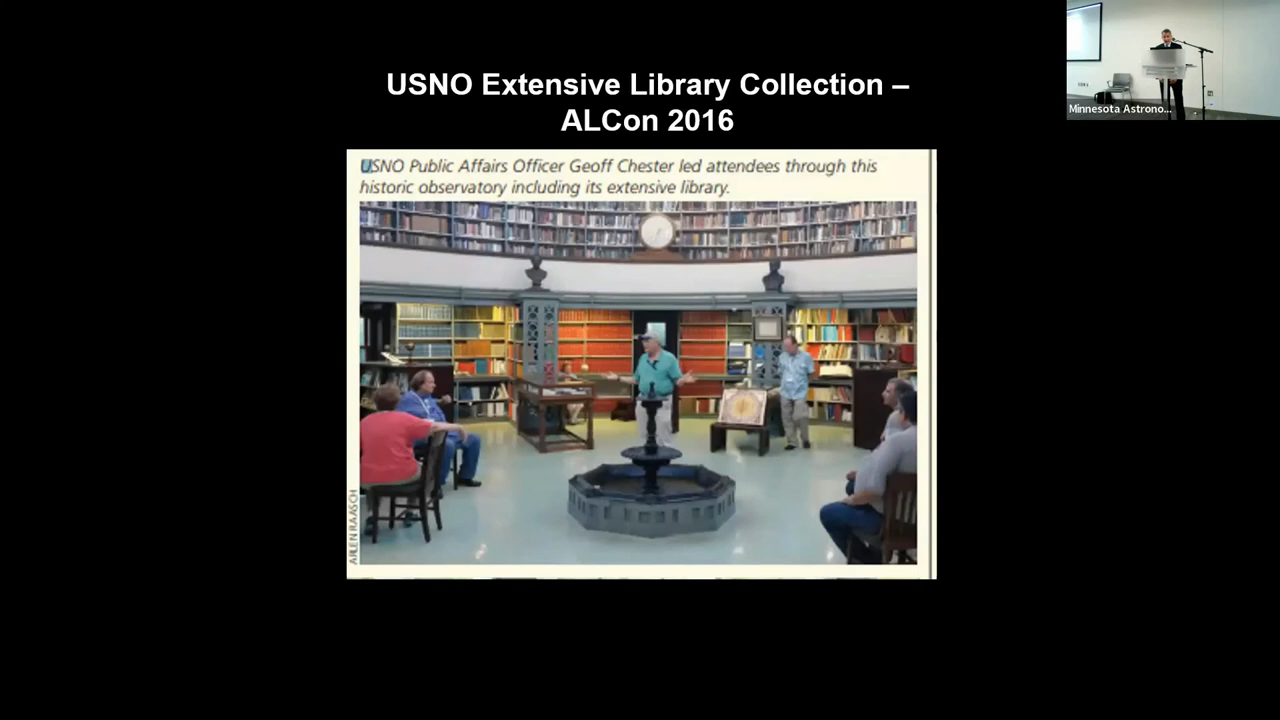 USNO Extensive Library Collection –
ALCon 2016
USNO Public Affairs Officer Geoff Chester led attendees through this
historic observatory including its extensive library.
ARLEN RAASCH
Minnesota Astrono...